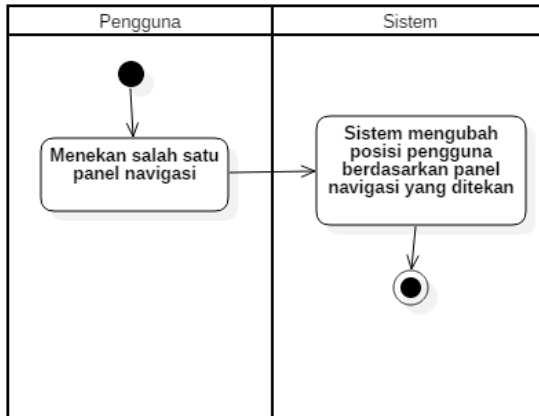 Pengguna
Sistem
Menekan salah satu
panel navigasi
Sistem mengubah
posisi pengguna
berdasarkan panel
navigasi yang ditekan